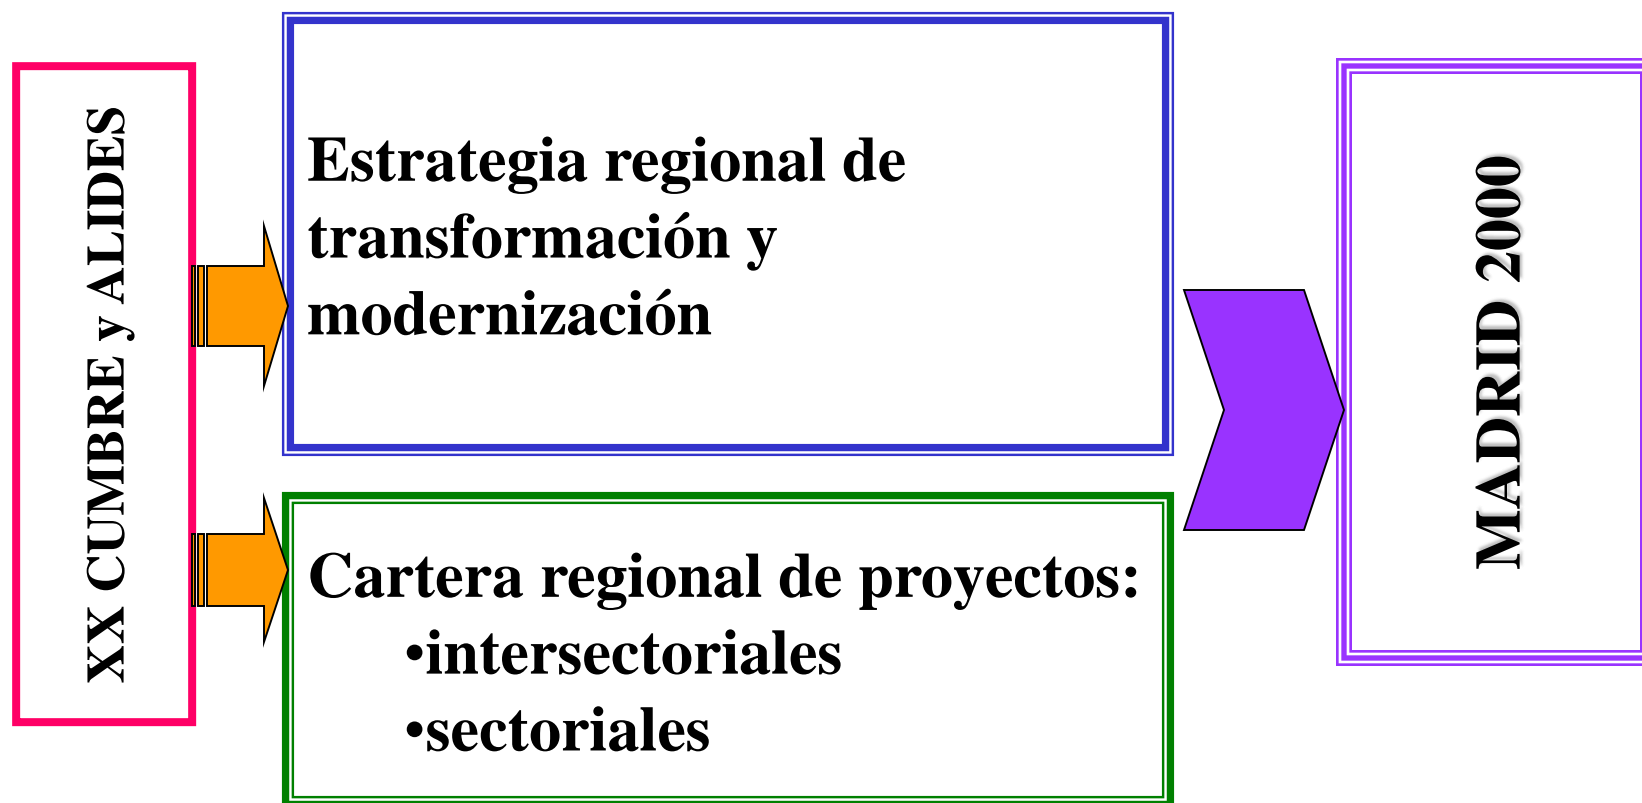 XX CUMBRE y ALIDES
Estrategia regional de
transformación y
modernización
Cartera regional de proyectos:
•intersectoriales
•sectoriales
MADRID 2000